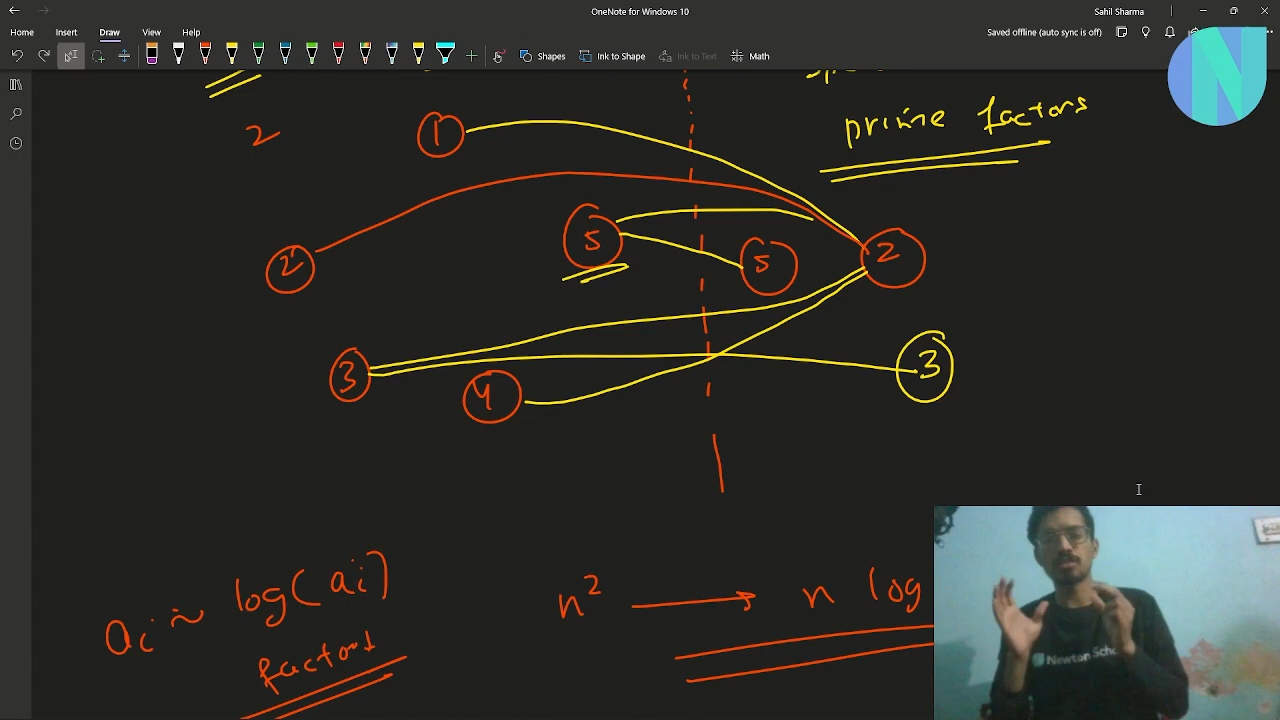 OneNote for Windows 10
Sahil Sharma
Home Insert Draw View Help
Saved offline (auto sync is off)
Shapes Ink to Shape Ink to Text Math
prime factors
2
1
2
5
5
2
3
4
3
ai ~ log(ai)
factors
n² → n log
Newton Scho
N